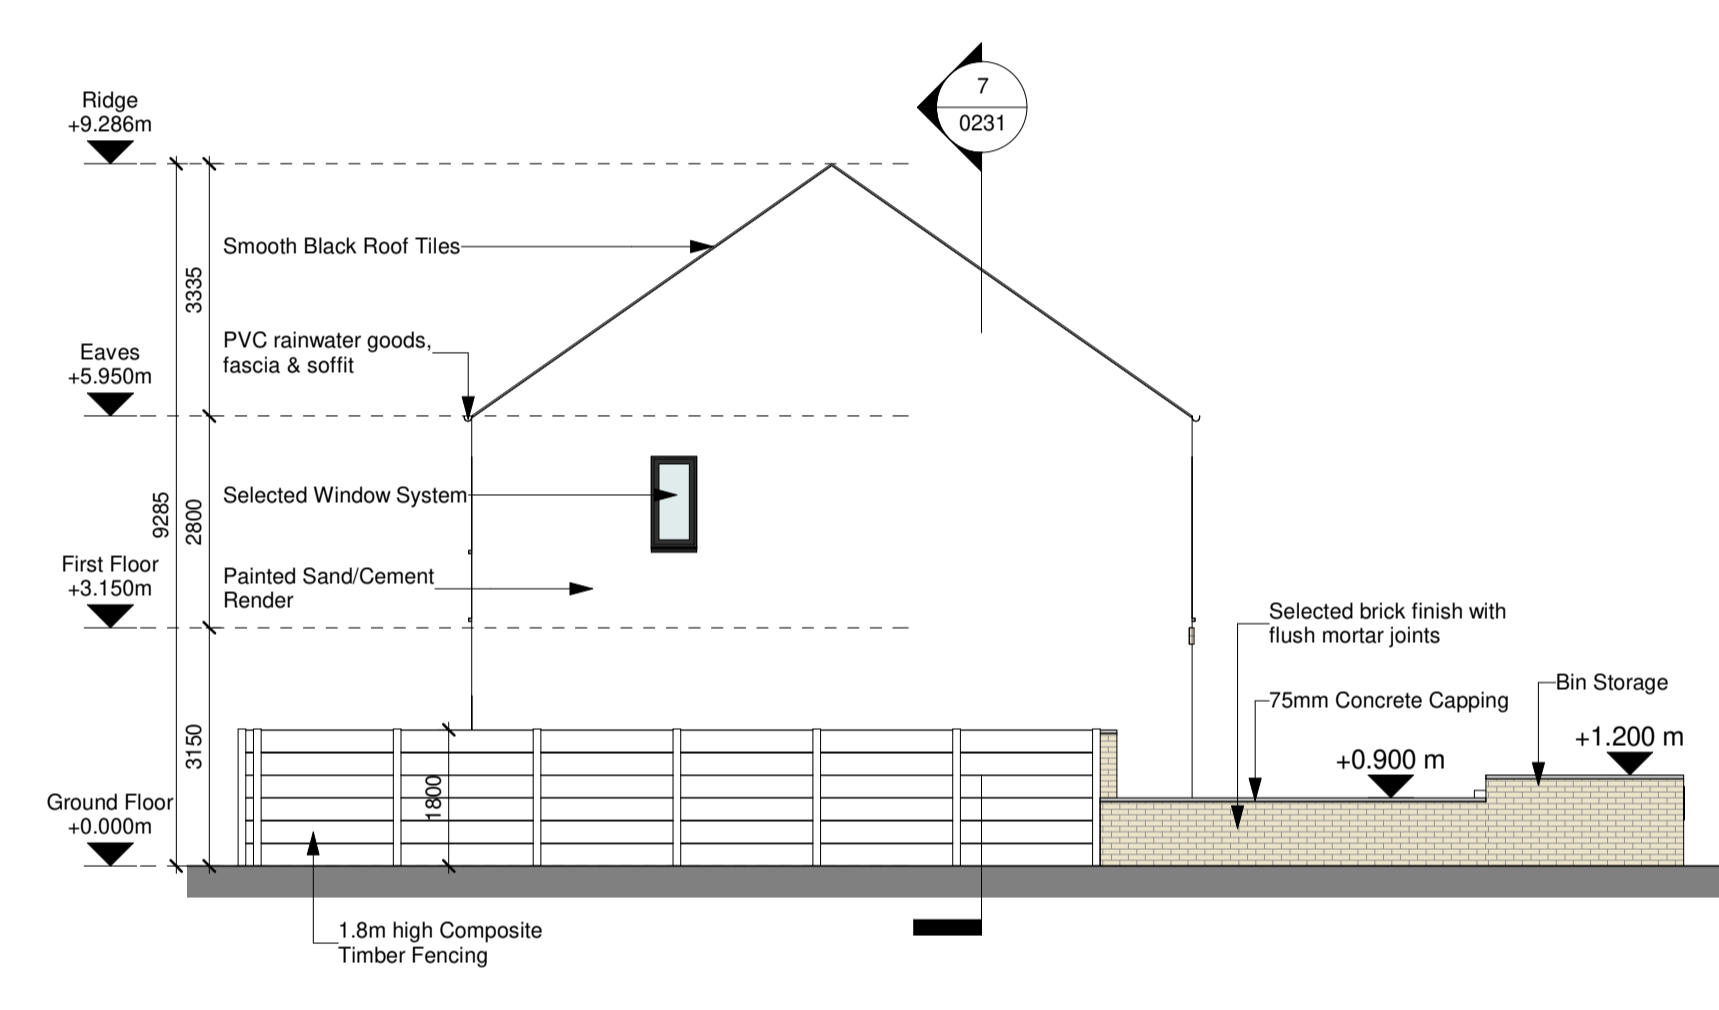 7
0231
Ridge
+9.286m
Smooth Black Roof Tiles
3335
PVC rainwater goods,
fascia & soffit
Eaves
+5.950m
Selected Window System
9285
2800
First Floor
+3.150m
Painted Sand/Cement
Render
Selected brick finish with
flush mortar joints
Bin Storage
75mm Concrete Capping
+1.200 m
+0.900 m
3150
1800
Ground Floor
+0.000m
1.8m high Composite
Timber Fencing